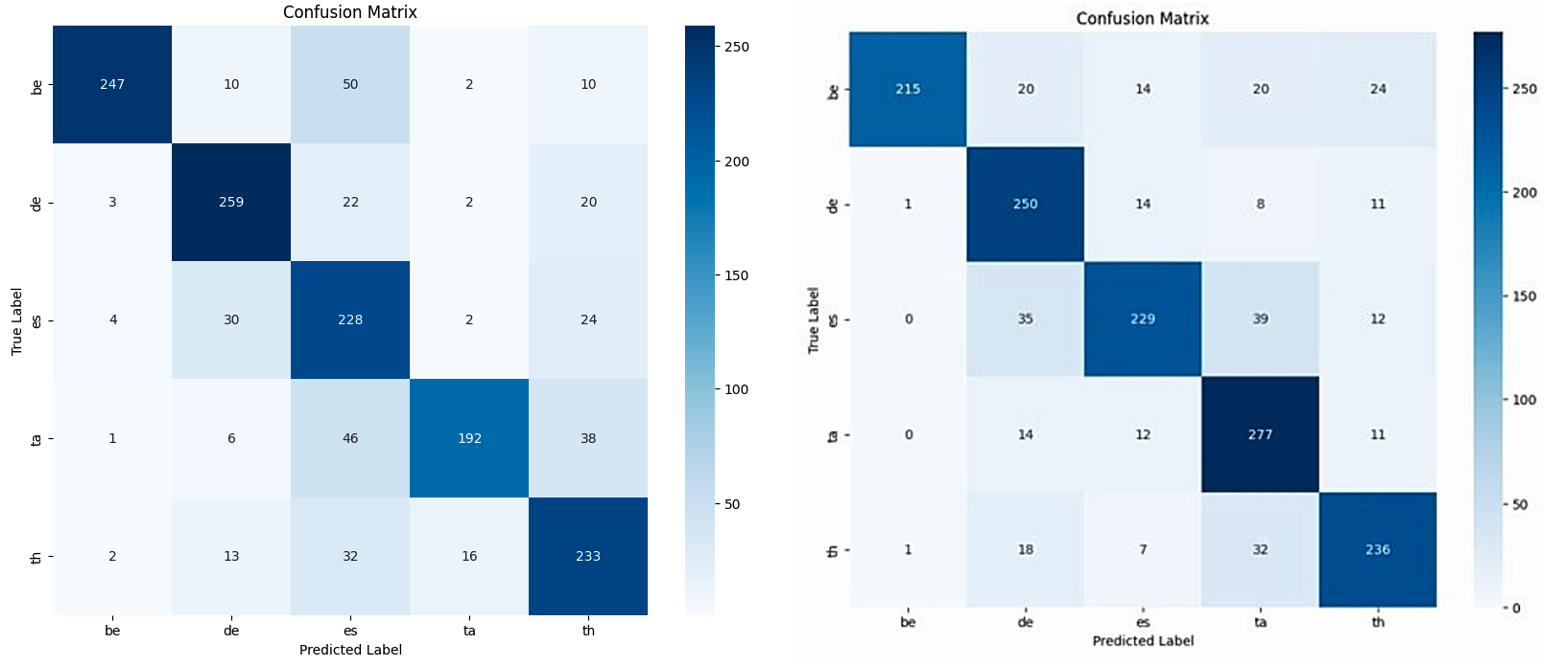 Confusion Matrix
be 247 10 50 2 10
de 3 259 22 2 20
es 4 30 228 2 24
ta 1 6 46 192 38
th 2 13 32 16 233
be de es ta th
True Label
Predicted Label
250
200
150
100
50
Confusion Matrix
be 215 20 14 20 24
de 1 250 14 8 11
es 0 35 229 39 12
ta 0 14 12 277 11
th 1 18 7 32 236
be de es ta th
True Label
Predicted Label
250
200
150
100
50
0